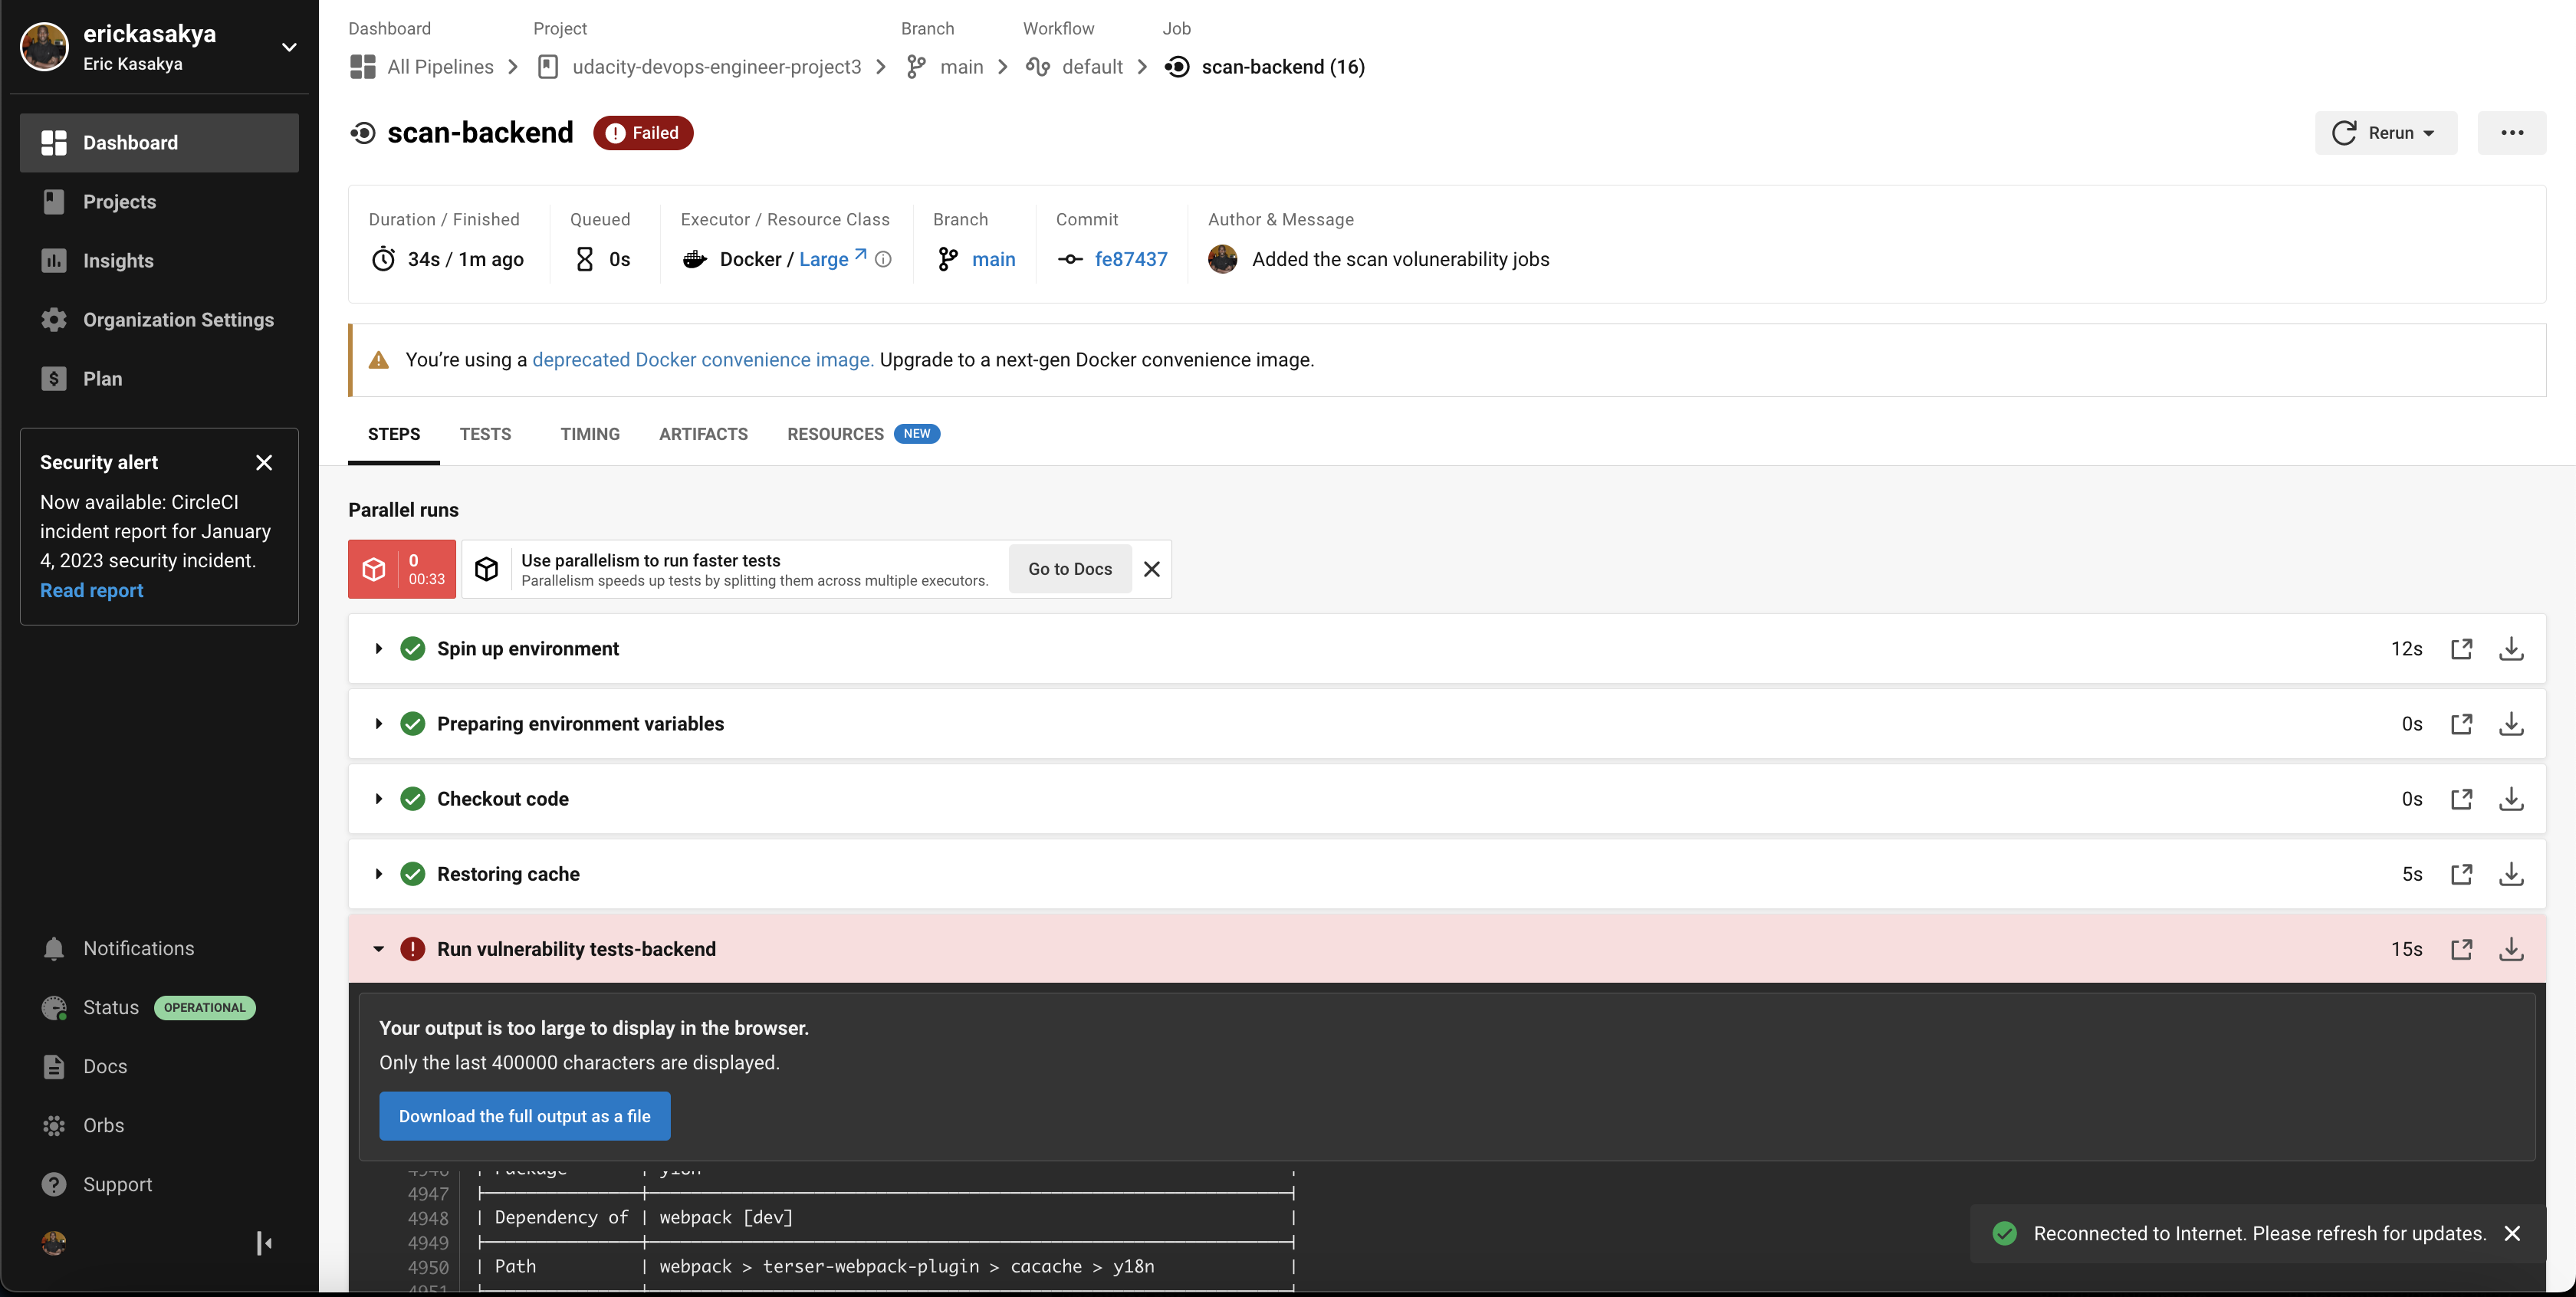 erickasakya
Eric Kasakya
Dashboard
Projects
Insights
Organization Settings
Plan
Security alert
Now available: CircleCI
incident report for January
4, 2023 security incident.
Read report
Notifications
Status OPERATIONAL
Docs
Orbs
Support
Dashboard Project Branch Workflow Job
All Pipelines udacity-devops-engineer-project3 main default scan-backend (16)
scan-backend Failed
Rerun
Duration / Finished Queued Executor / Resource Class Branch Commit Author & Message
34s / 1m ago 0s Docker / Large main fe87437 Added the scan volunerability jobs
You’re using a deprecated Docker convenience image. Upgrade to a next-gen Docker convenience image.
STEPS TESTS TIMING ARTIFACTS RESOURCES NEW
Parallel runs
0
00:33
Use parallelism to run faster tests
Parallelism speeds up tests by splitting them across multiple executors.
Go to Docs
Spin up environment 12s
Preparing environment variables 0s
Checkout code 0s
Restoring cache 5s
Run vulnerability tests-backend 15s
Your output is too large to display in the browser.
Only the last 400000 characters are displayed.
Download the full output as a file
4946 | Package | y18n |
4947
4948 | Dependency of | webpack [dev] |
4949
4950 | Path | webpack > terser-webpack-plugin > cacache > y18n |
4951
Reconnected to Internet. Please refresh for updates.